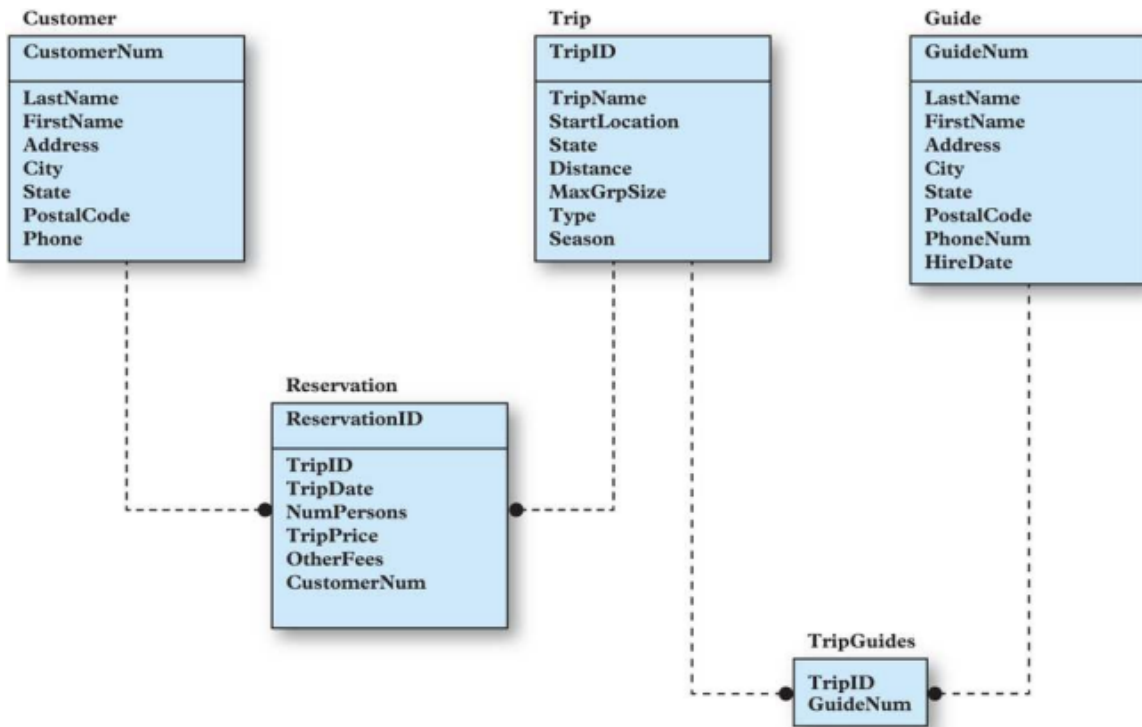 Customer
CustomerNum
LastName
FirstName
Address
City
State
PostalCode
Phone
Trip
TripID
TripName
StartLocation
State
Distance
MaxGrpSize
Type
Season
Guide
GuideNum
LastName
FirstName
Address
City
State
PostalCode
PhoneNum
HireDate
Reservation
ReservationID
TripID
TripDate
NumPersons
TripPrice
OtherFees
CustomerNum
TripGuides
TripID
GuideNum